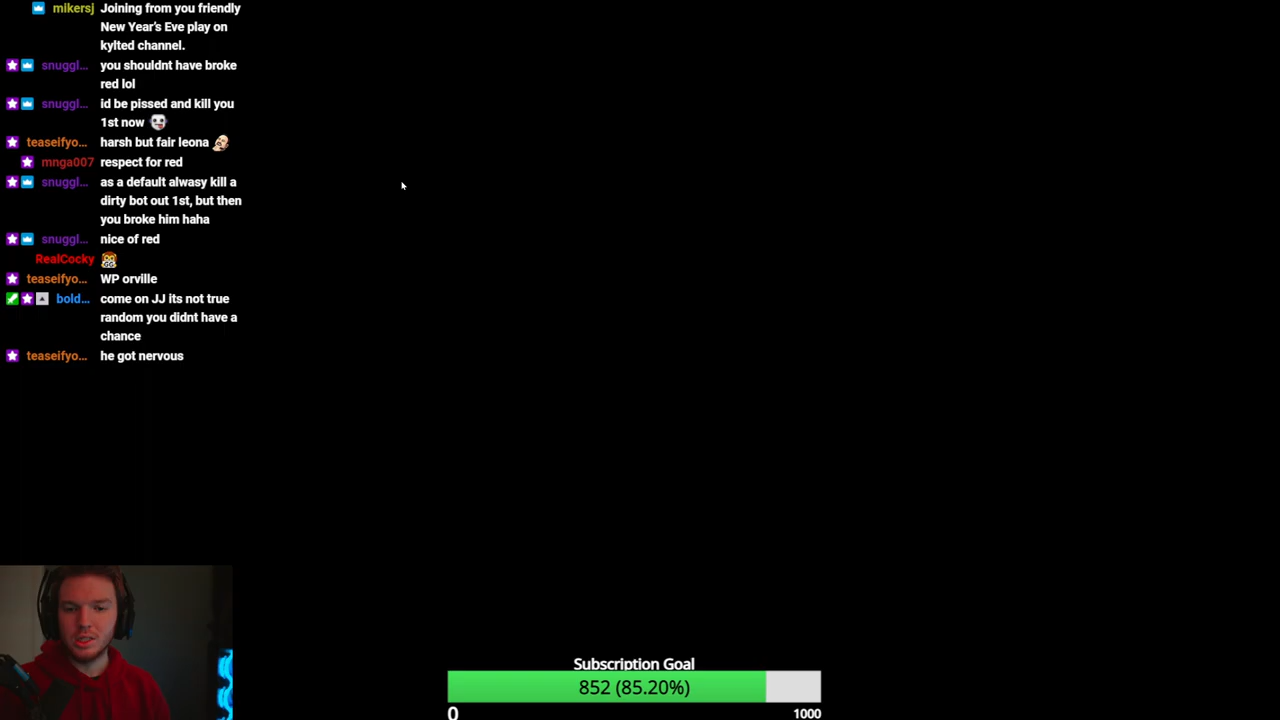 mikersj Joining from you friendly
New Year's Eve play on
kylted channel.
snuggl... you shouldnt have broke
red lol
snuggl... id be pissed and kill you
1st now
teaseifyo... harsh but fair leona
mnga007 respect for red
snuggl... as a default alwasy kill a
dirty bot out 1st, but then
you broke him haha
snuggl... nice of red
RealCocky
teaseifyo... WP orville
bold... come on JJ its not true
random you didnt have a
chance
teaseifyo... he got nervous
Subscription Goal
852 (85.20%)
0 1000